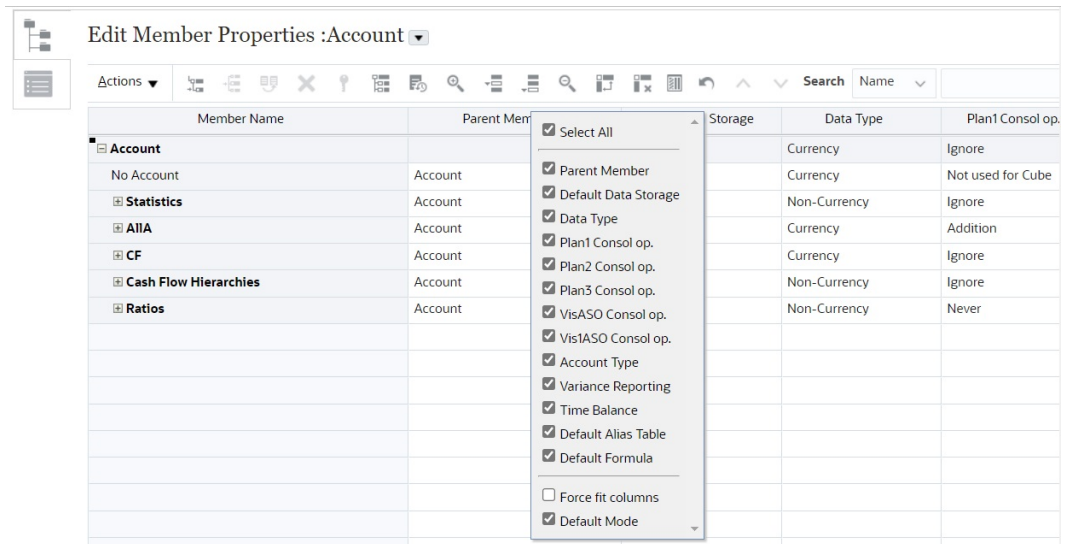 Edit Member Properties :Account
Actions
Search Name
Member Name Parent Mem Storage Data Type Plan1 Consol op.
Account Currency Ignore
No Account Account Currency Not used for Cube
Statistics Account Non-Currency Ignore
AllA Account Currency Addition
CF Account Currency Ignore
Cash Flow Hierarchies Account Non-Currency Ignore
Ratios Account Non-Currency Never
Select All
Parent Member
Default Data Storage
Data Type
Plan1 Consol op.
Plan2 Consol op.
Plan3 Consol op.
VisASO Consol op.
Vis1ASO Consol op.
Account Type
Variance Reporting
Time Balance
Default Alias Table
Default Formula
Force fit columns
Default Mode